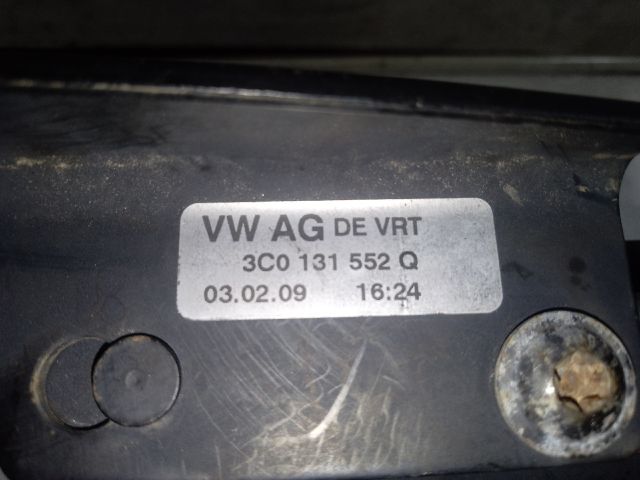 VW AG DE VRT
3C0 131 552 Q
03.02.09 16:24